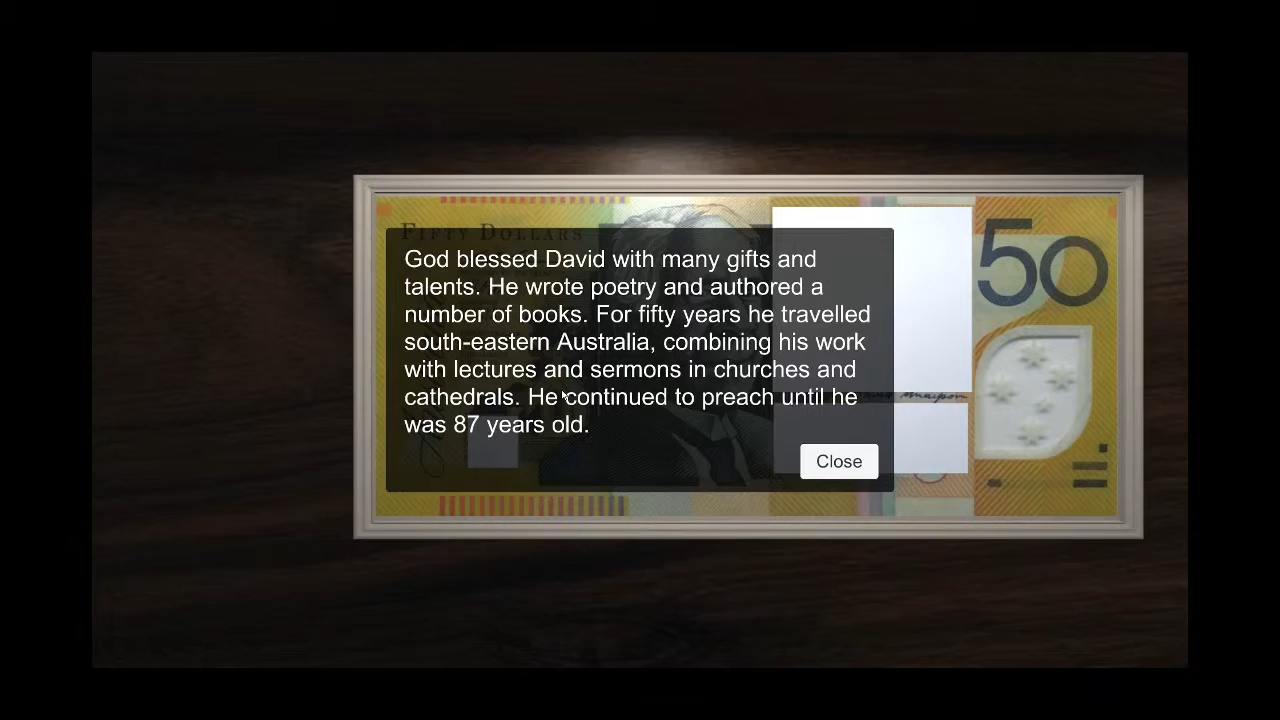 FIFTY DOLLARS
50
God blessed David with many gifts and
talents. He wrote poetry and authored a
number of books. For fifty years he travelled
south-eastern Australia, combining his work
with lectures and sermons in churches and
cathedrals. He continued to preach until he
was 87 years old.
Close